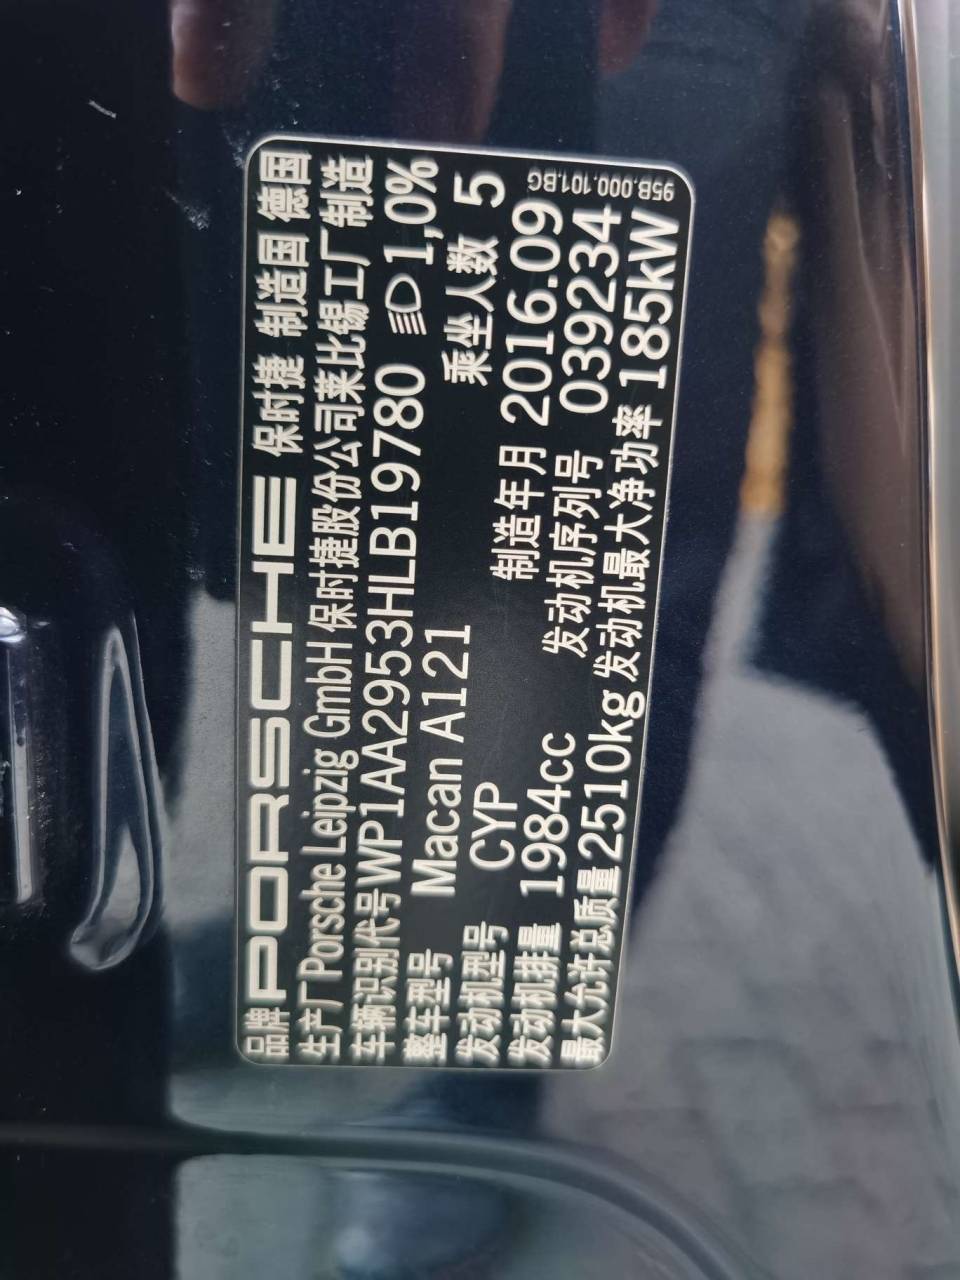 品牌 PORSCHE 保时捷 制造国 德国
生产厂 Porsche Leipzig GmbH 保时捷股份公司莱比锡工厂制造
车辆识别代号 WP1AA2953HLB19780 1,0%
整车型号 Macan A121 乘坐人数 5
发动机型号 CYP 制造年月 2016.09
发动机排量 1984cc 发动机序列号 039234
最大允许总质量 2510kg 发动机最大净功率 185kW
95B.000.101.BG